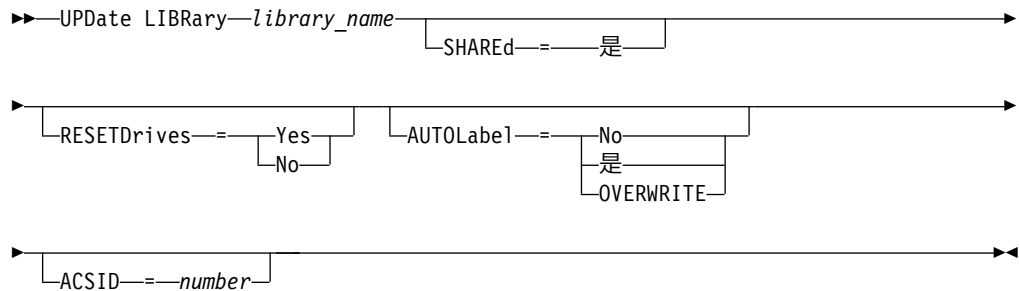 UPDate LIBRary library_name
SHAREd = 是
RESETDrives = Yes
No
AUTOLabel = No
是
OVERWRITE
ACSID = number